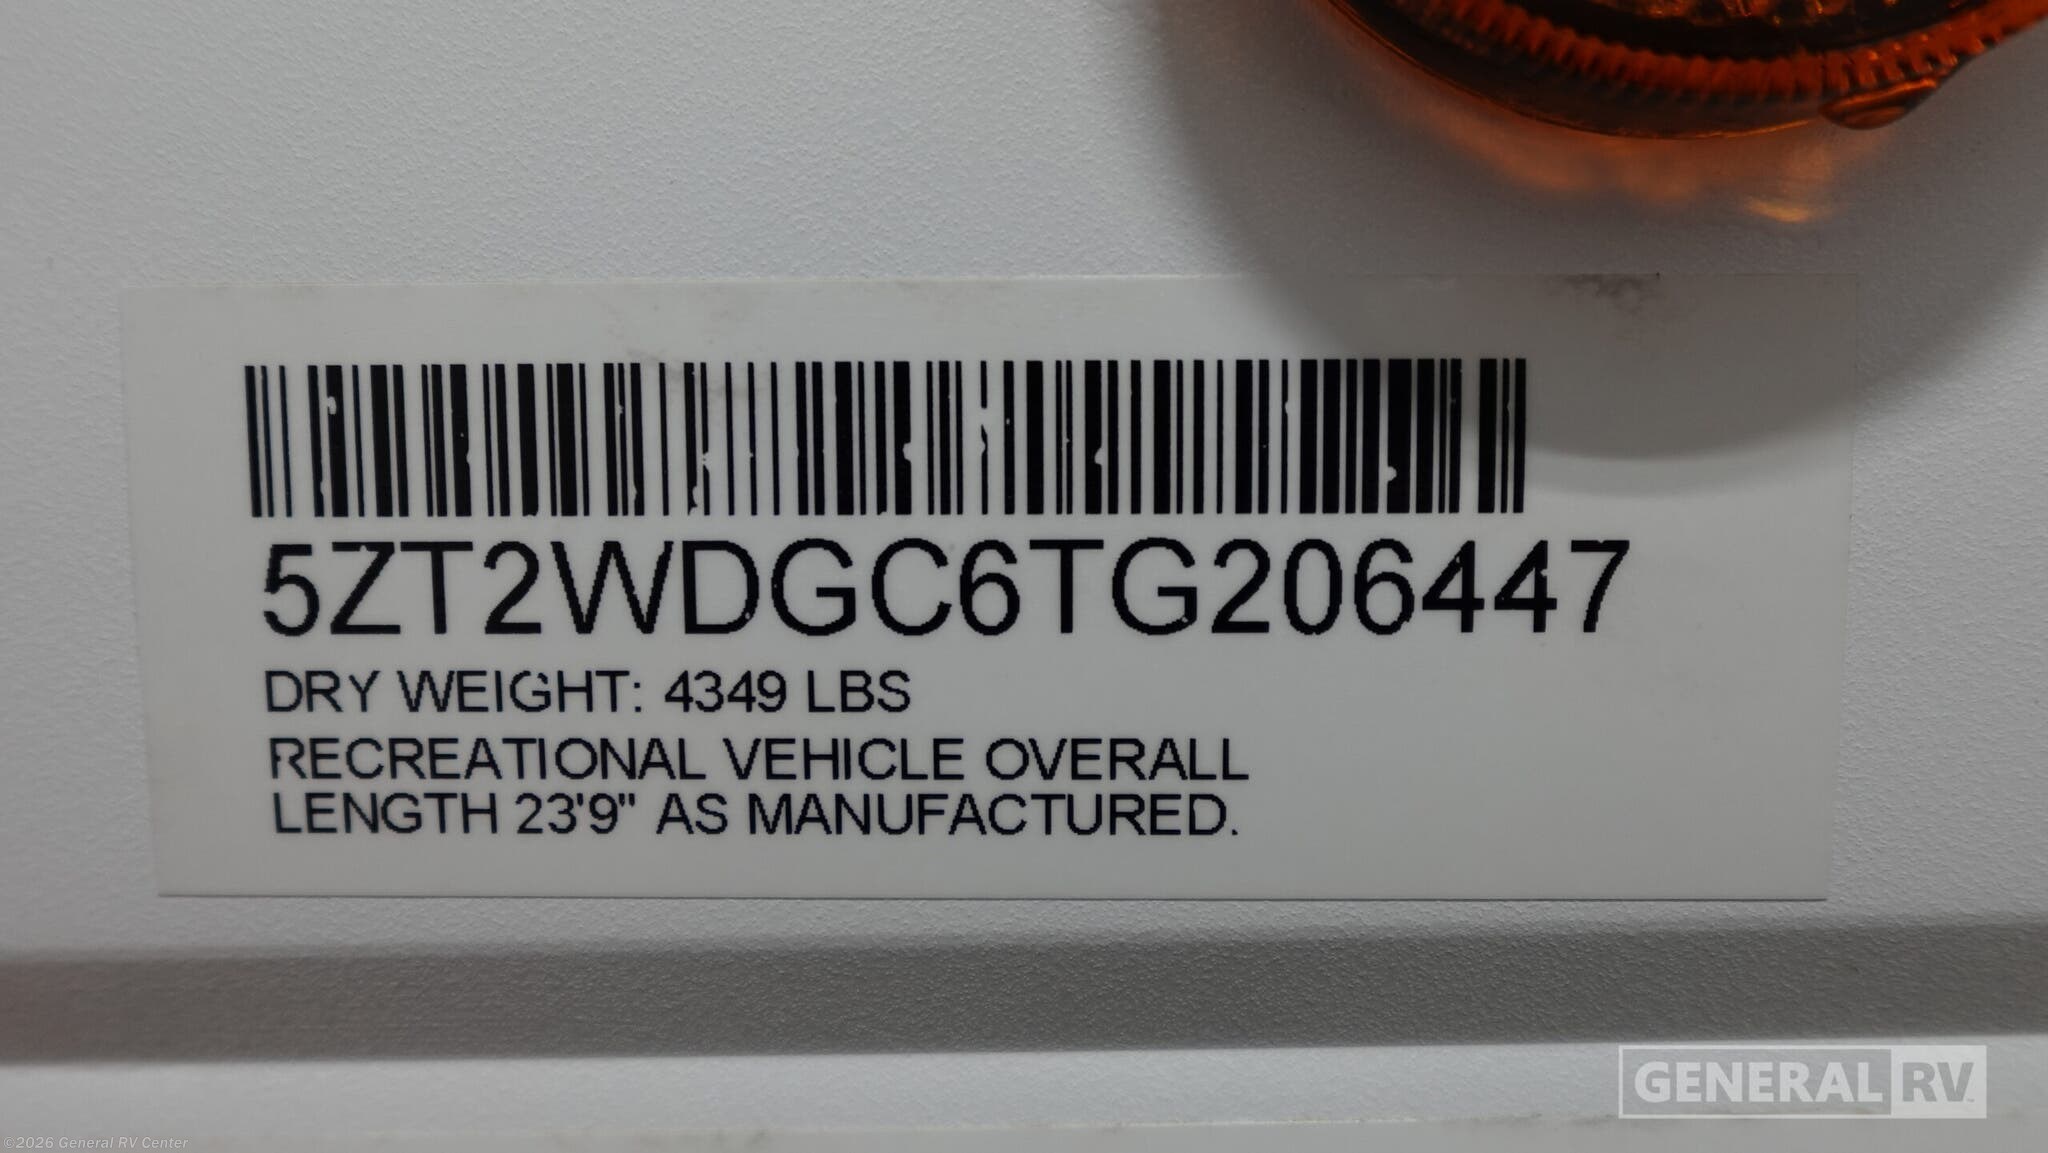 5ZT2WDGC6TG206447
DRY WEIGHT: 4349 LBS
RECREATIONAL VEHICLE OVERALL
LENGTH 23'9" AS MANUFACTURED.
GENERAL RV
©2026 General RV Center